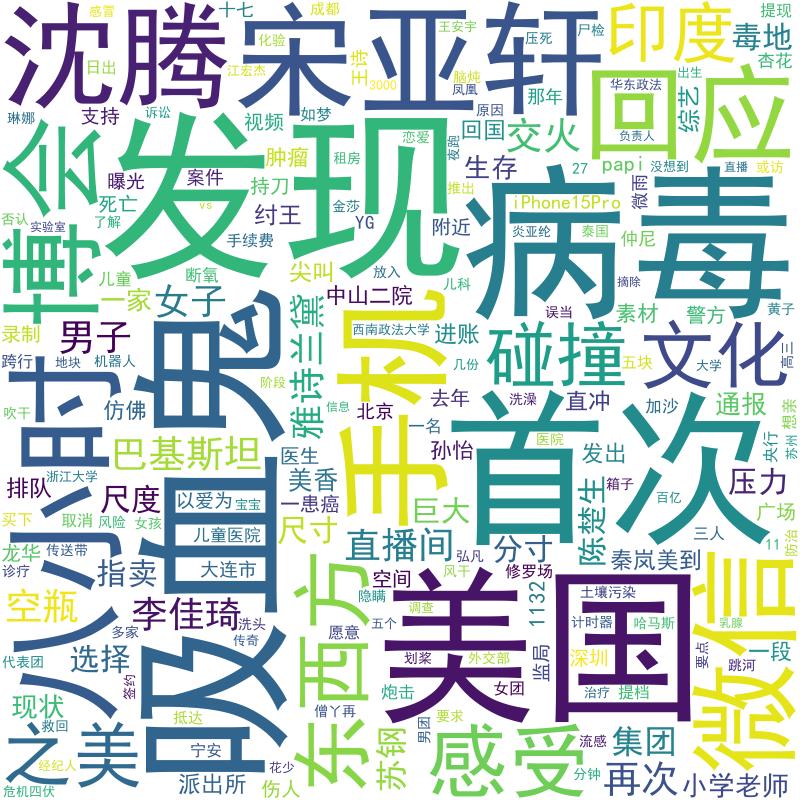 沈腾
宋亚轩
印度
毒地
感冒
十七
成都
化验
日出
江宏杰
3000
王安宇
压死
尸检
脑炖
凤凰
提现
杏花
琳娜
支持
诉讼
视频
如梦
王诗
原因
夜跑
那年
回国
交火
华东政法
负责人
综艺
出生
回应
博会
发现
病毒
恋爱
肿瘤
租房
生存
papi
没想到
直播
27
或访
曝光
案件
持刀
金莎
推出
iPhone15Pro
微雨
否认
死亡
了解
纣王
YG
附近
炎亚纶
泰国
仲尼
实验室
vs
手续费
儿童
断氧
尖叫
放入
儿科
摘除
一家
女子
中山二院
误当
素材
警方
黄子
录制
男子
雅诗兰黛
西南政法大学
进账
碰撞
文化
五块
大学
高三
跨行
地块
机器人
手机
几份
吹干
仿佛
阶段
信息
北京
去年
洗澡
直冲
加沙
通报
想亲
八小时
吸血鬼
首次
巴基斯坦
一名
孙怡
医院
发出
央行
苏州
浙江大学
医生
美香
排队
尺度
以爱为
宝宝
一患癌
巨大
陈楚生
箱子
百亿
压力
买下
取消
风险
女孩
儿童医院
尺寸
广场
三人
11
防治
龙华
传送带
直播间
弘凡
分寸
诊疗
指卖
大连市
空间
风干
修罗场
秦岚美到
空瓶
李佳琦
洗头
东西方
隐瞒
调查
1132
美国
土壤污染
微信
乳腺
多家
传奇
愿意
五个
计时器
哈马斯
代表团
选择
签约
划桨
外交部
监局
深圳
要点
跳河
一段
现状
抵达
炮击
女团
治疗
提档
救回
之美
宁安
僧丫再
男团
要求
苏钢
感受
流感
集团
经纪人
派出所
花少
伤人
分钟
再次
小学老师
危机四伏